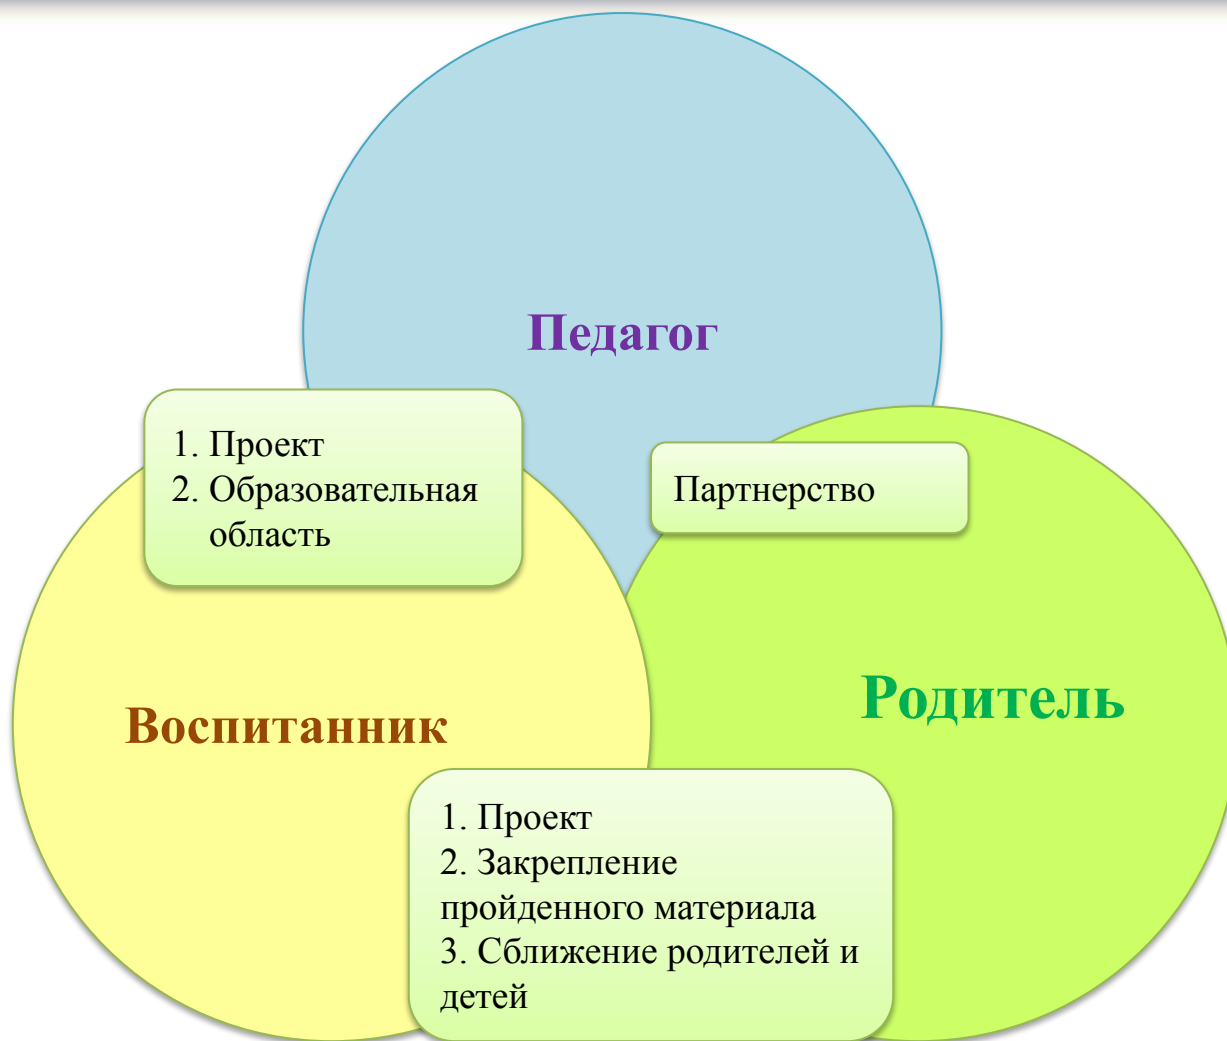 Педагог
1. Проект
2. Образовательная
область
Партнерство
Воспитанник
Родитель
1. Проект
2. Закрепление
пройденного материала
3. Сближение родителей и
детей